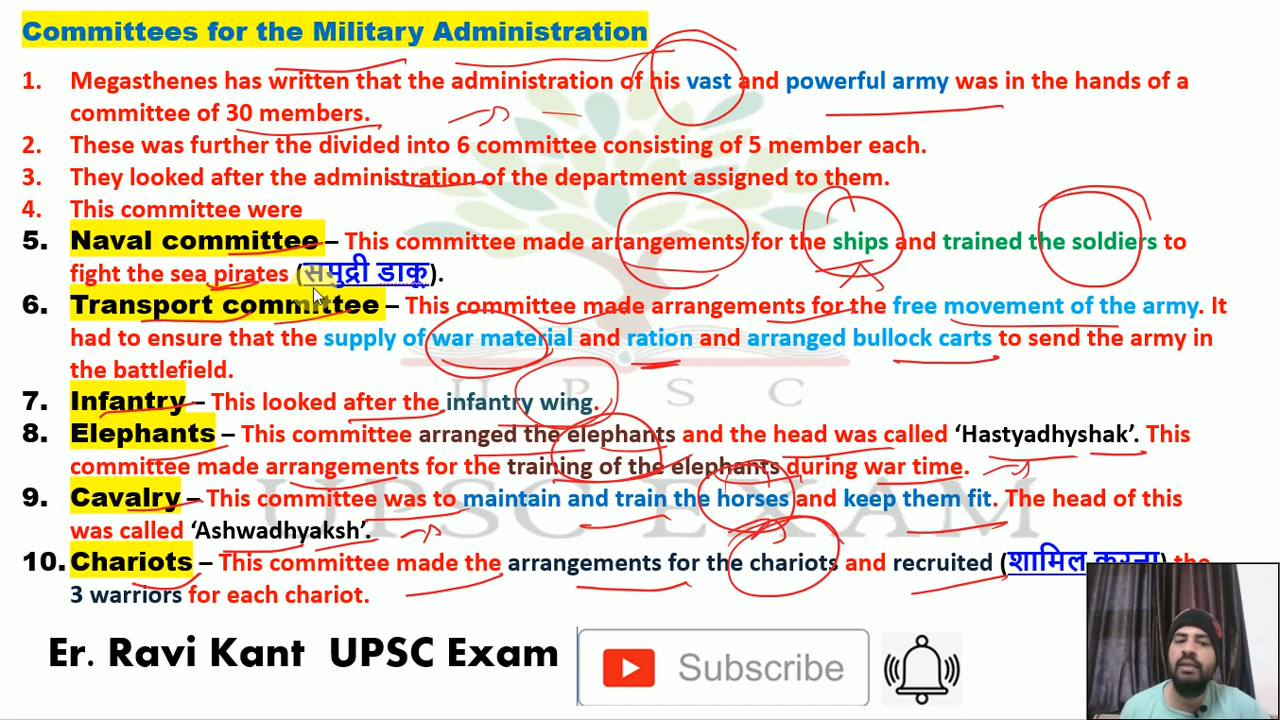 Committees for the Military Administration
1. Megasthenes has written that the administration of his vast and powerful army was in the hands of a
committee of 30 members.
2. These was further the divided into 6 committee consisting of 5 member each.
3. They looked after the administration of the department assigned to them.
4. This committee were
5. Naval committee – This committee made arrangements for the ships and trained the soldiers to
fight the sea pirates (समुद्री डाकू).
6. Transport committee – This committee made arrangements for the free movement of the army. It
had to ensure that the supply of war material and ration and arranged bullock carts to send the army in
the battlefield.
7. Infantry – This looked after the infantry wing.
8. Elephants – This committee arranged the elephants and the head was called ‘Hastyadhyshak’. This
committee made arrangements for the training of the elephants during war time.
9. Cavalry – This committee was to maintain and train the horses and keep them fit. The head of this
was called ‘Ashwadhyaksh’.
10. Chariots – This committee made the arrangements for the chariots and recruited (शामिल करना) the
3 warriors for each chariot.
UPSC
UPSC EXAM
Er. Ravi Kant UPSC Exam
Subscribe